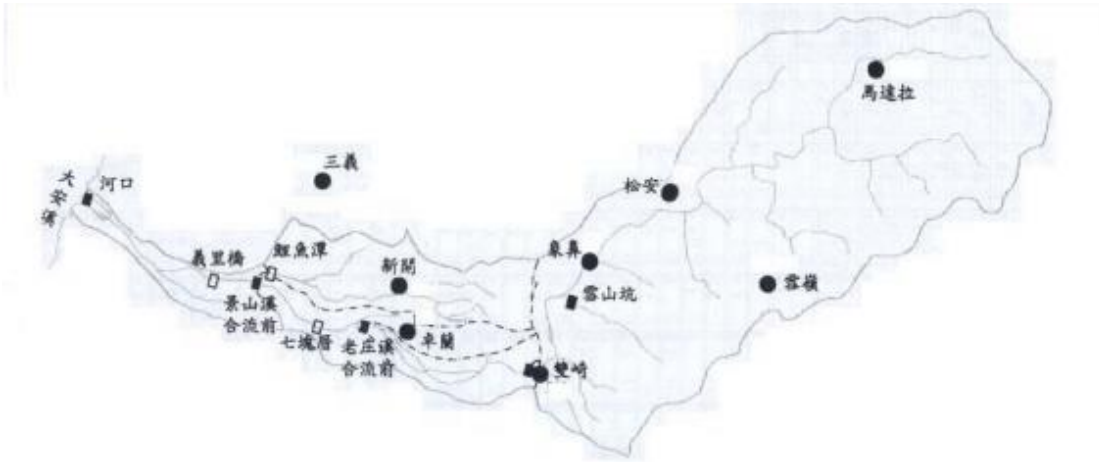 馬達拉
三義
大安溪
河口
松安
象鼻
鯉魚潭
義里橋
新開
雪嶺
雪山坑
景山溪
合流前
七塊厝
老庄溪
合流前
卓蘭
雙崎